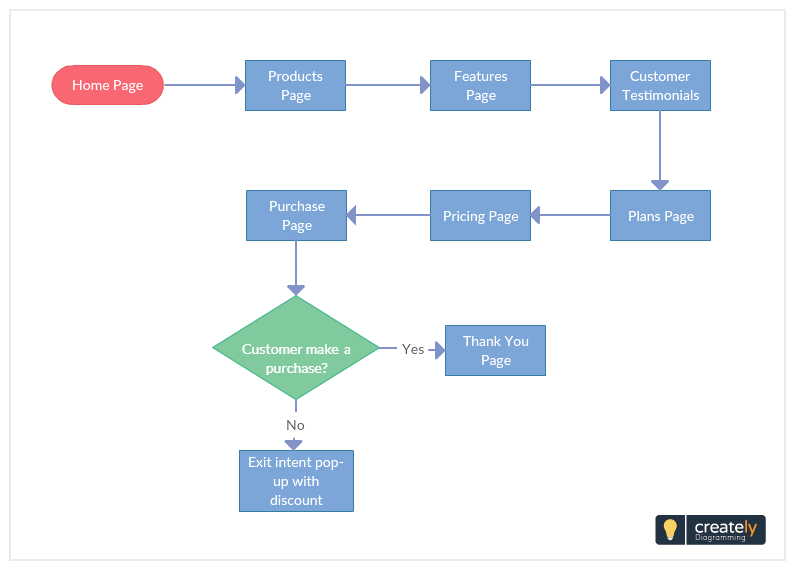 Home Page
Products
Page
Features
Page
Customer
Testimonials
Purchase
Page
Pricing Page
Plans Page
Customer make a
purchase?
Yes
Thank You
Page
No
Exit intent pop-
up with
discount
creately
Diagramming